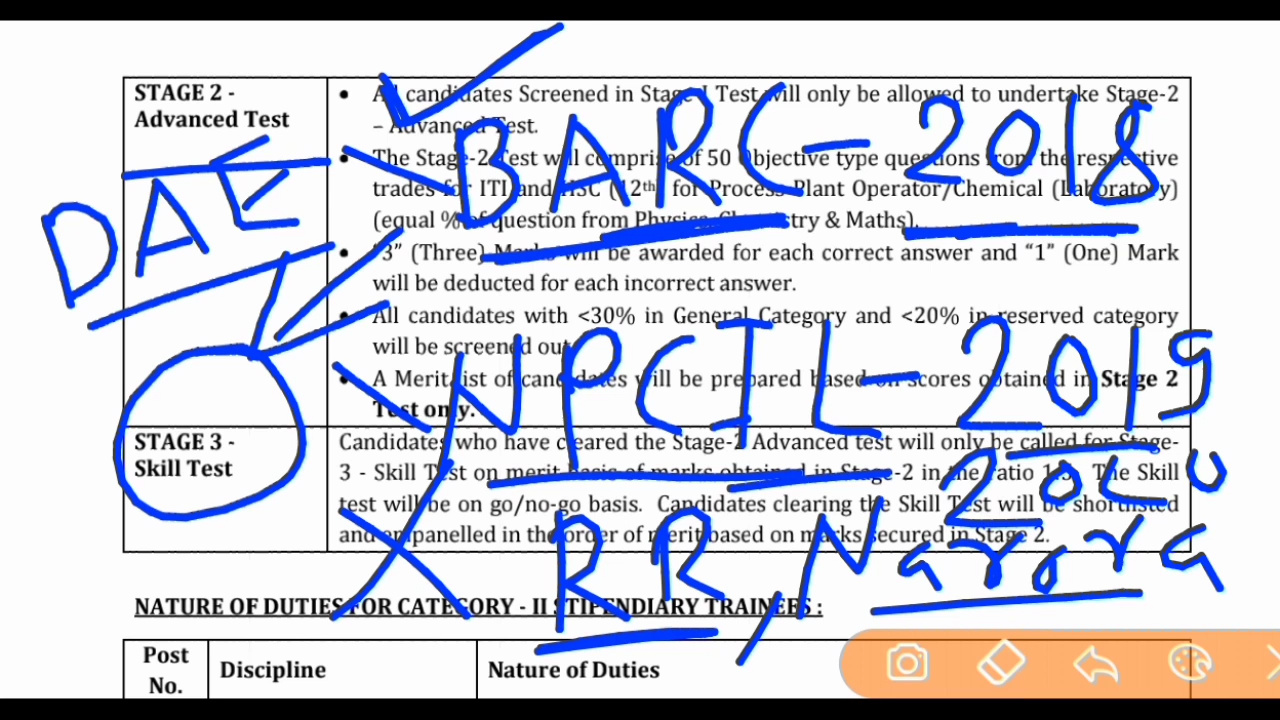 STAGE 2 -
Advanced Test
DAE
• All candidates Screened in Stage-I Test will only be allowed to undertake Stage-2
– Advanced Test.
• The Stage-2 Test will comprise of 50 Objective type questions from the respective
trades for ITI and HSC (12th for Process Plant Operator/Chemical (Laboratory)
(equal % of question from Physics, Chemistry & Maths).
• “3” (Three) Marks will be awarded for each correct answer and “1” (One) Mark
will be deducted for each incorrect answer.
• All candidates with <30% in General Category and <20% in reserved category
will be screened out.
• A Merit list of candidates will be prepared based on scores obtained in Stage 2
Test only.
BARC - 2018
NPCIL - 2019
2020
RR, Narora
STAGE 3 -
Skill Test
Candidates who have cleared the Stage-2 Advanced test will only be called for Stage-
3 - Skill Test on merit basis of marks obtained in Stage-2 in the ratio The Skill
test will be on go/no-go basis. Candidates clearing the Skill Test will be shortlisted
and empanelled in the order of merit based on marks secured in Stage 2.
NATURE OF DUTIES FOR CATEGORY - II STIPENDIARY TRAINEES :
Post
No.
Discipline
Nature of Duties